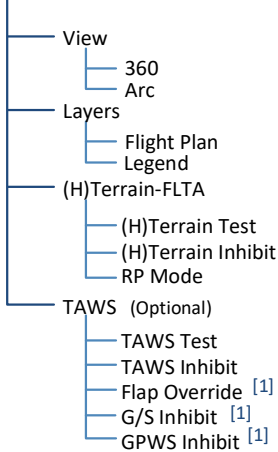 View
360
Arc
Layers
Flight Plan
Legend
(H)Terrain-FLTA
(H)Terrain Test
(H)Terrain Inhibit
RP Mode
TAWS (Optional)
TAWS Test
TAWS Inhibit
Flap Override [1]
G/S Inhibit [1]
GPWS Inhibit [1]